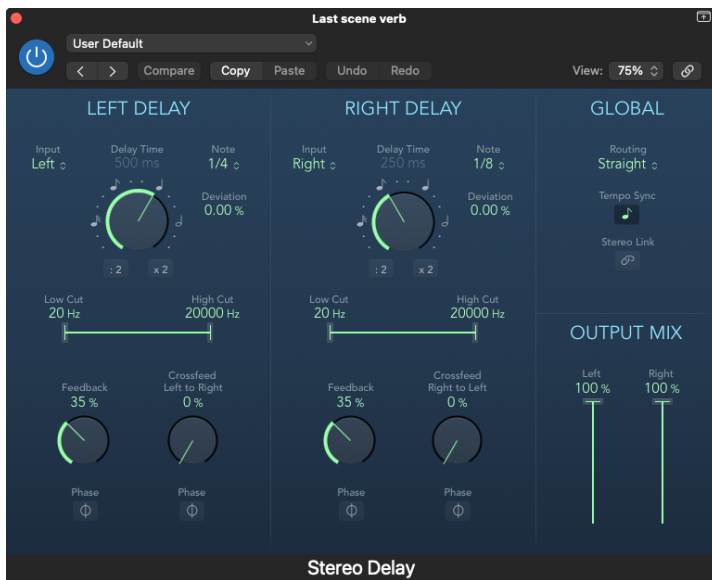 Last scene verb
User Default
Compare Copy Paste Undo Redo View: 75%
LEFT DELAY
Input Delay Time Note
Left 500 ms 1/4
Deviation
0.00 %
: 2 x 2
Low Cut High Cut
20 Hz 20000 Hz
Crossfeed
Feedback Left to Right
35 % 0 %
Phase Phase
RIGHT DELAY
Input Delay Time Note
Right 250 ms 1/8
Deviation
0.00 %
: 2 x 2
Low Cut High Cut
20 Hz 20000 Hz
Crossfeed
Feedback Right to Left
35 % 0 %
Phase Phase
GLOBAL
Routing
Straight
Tempo Sync
Stereo Link
OUTPUT MIX
Left Right
100 % 100 %
Stereo Delay